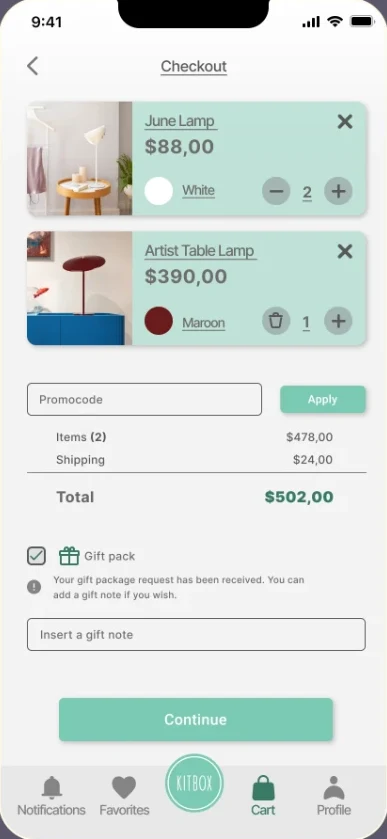 9:41
Checkout
June Lamp
$88,00
White
2
Artist Table Lamp
$390,00
Maroon
1
Promocode
Apply
Items (2)
$478,00
Shipping
$24,00
Total
$502,00
Gift pack
Your gift package request has been received. You can
add a gift note if you wish.
Insert a gift note
Continue
KITBOX
Notifications
Favorites
Cart
Profile